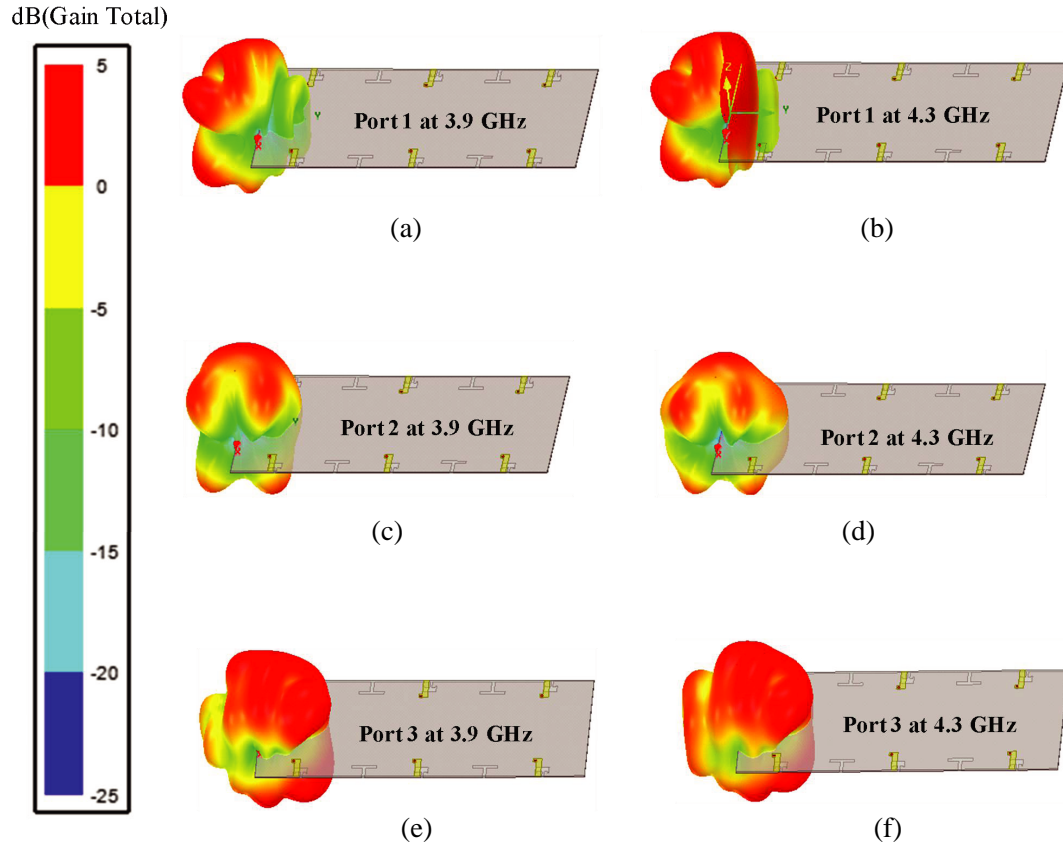 dB(Gain Total)
5
0
-5
-10
-15
-20
-25
Port 1 at 3.9 GHz
Y
(a)
Z
Y
Port 1 at 4.3 GHz
(b)
Port 2 at 3.9 GHz
Y
(c)
Port 2 at 4.3 GHz
(d)
Port 3 at 3.9 GHz
(e)
Port 3 at 4.3 GHz
(f)